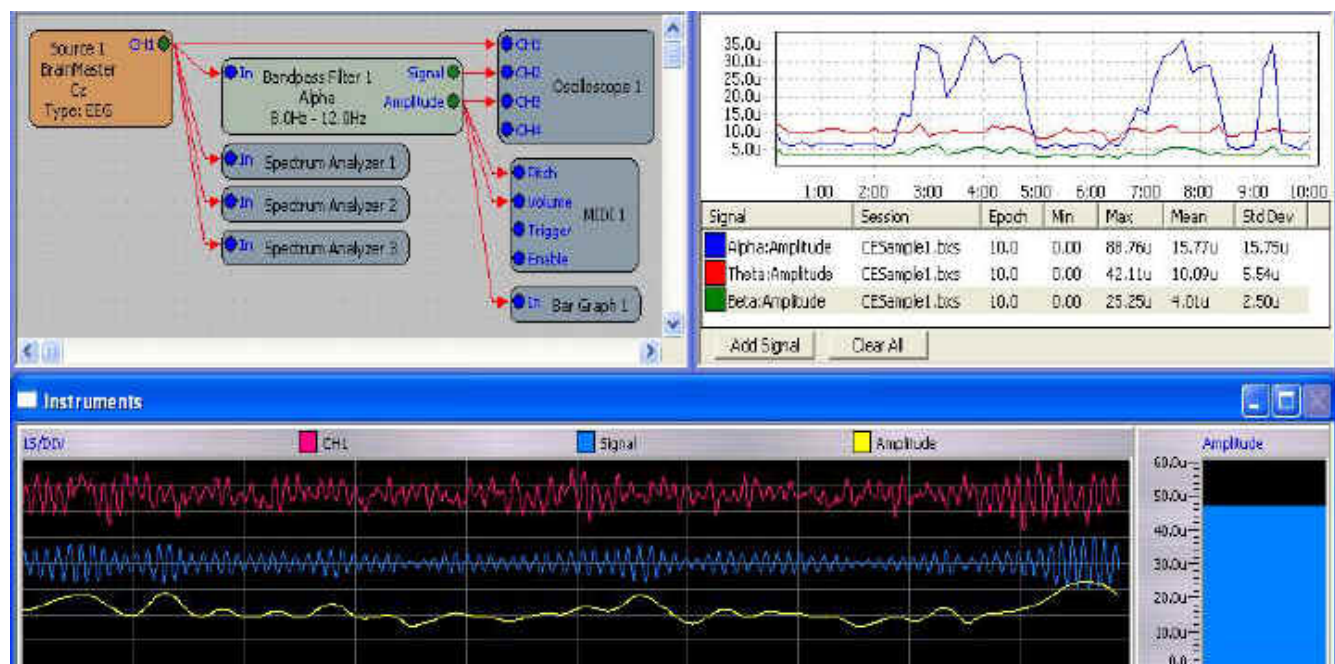 Source 1 CH1
BrainMaster
Cz
Type: EEG
In Bandpass Filter 1 Signal
Alpha Amplitude
8.0Hz - 12.0Hz
In Spectrum Analyzer 1
In Spectrum Analyzer 2
In Spectrum Analyzer 3
CH1
CH2
CH3
CH4
Oscilloscope 1
Pitch
Volume
Trigger
Enable
MIDI 1
In Bar Graph 1
35.0u
30.0u
25.0u
20.0u
15.0u
10.0u
5.0u
1:00 2:00 3:00 4:00 5:00 6:00 7:00 8:00 9:00 10:00
Signal Session Epoch Min Max Mean Std Dev
Alpha:Amplitude CESample1.bxs 10.0 0.00 88.76u 15.77u 15.75u
Theta:Amplitude CESample1.bxs 10.0 0.00 42.11u 10.09u 5.54u
Beta:Amplitude CESample1.bxs 10.0 0.00 25.25u 4.01u 2.50u
Add Signal Clear All
Instruments
1S/DIV CH1 Signal Amplitude
Amplitude
60.0u
50.0u
40.0u
30.0u
20.0u
10.0u
0.0